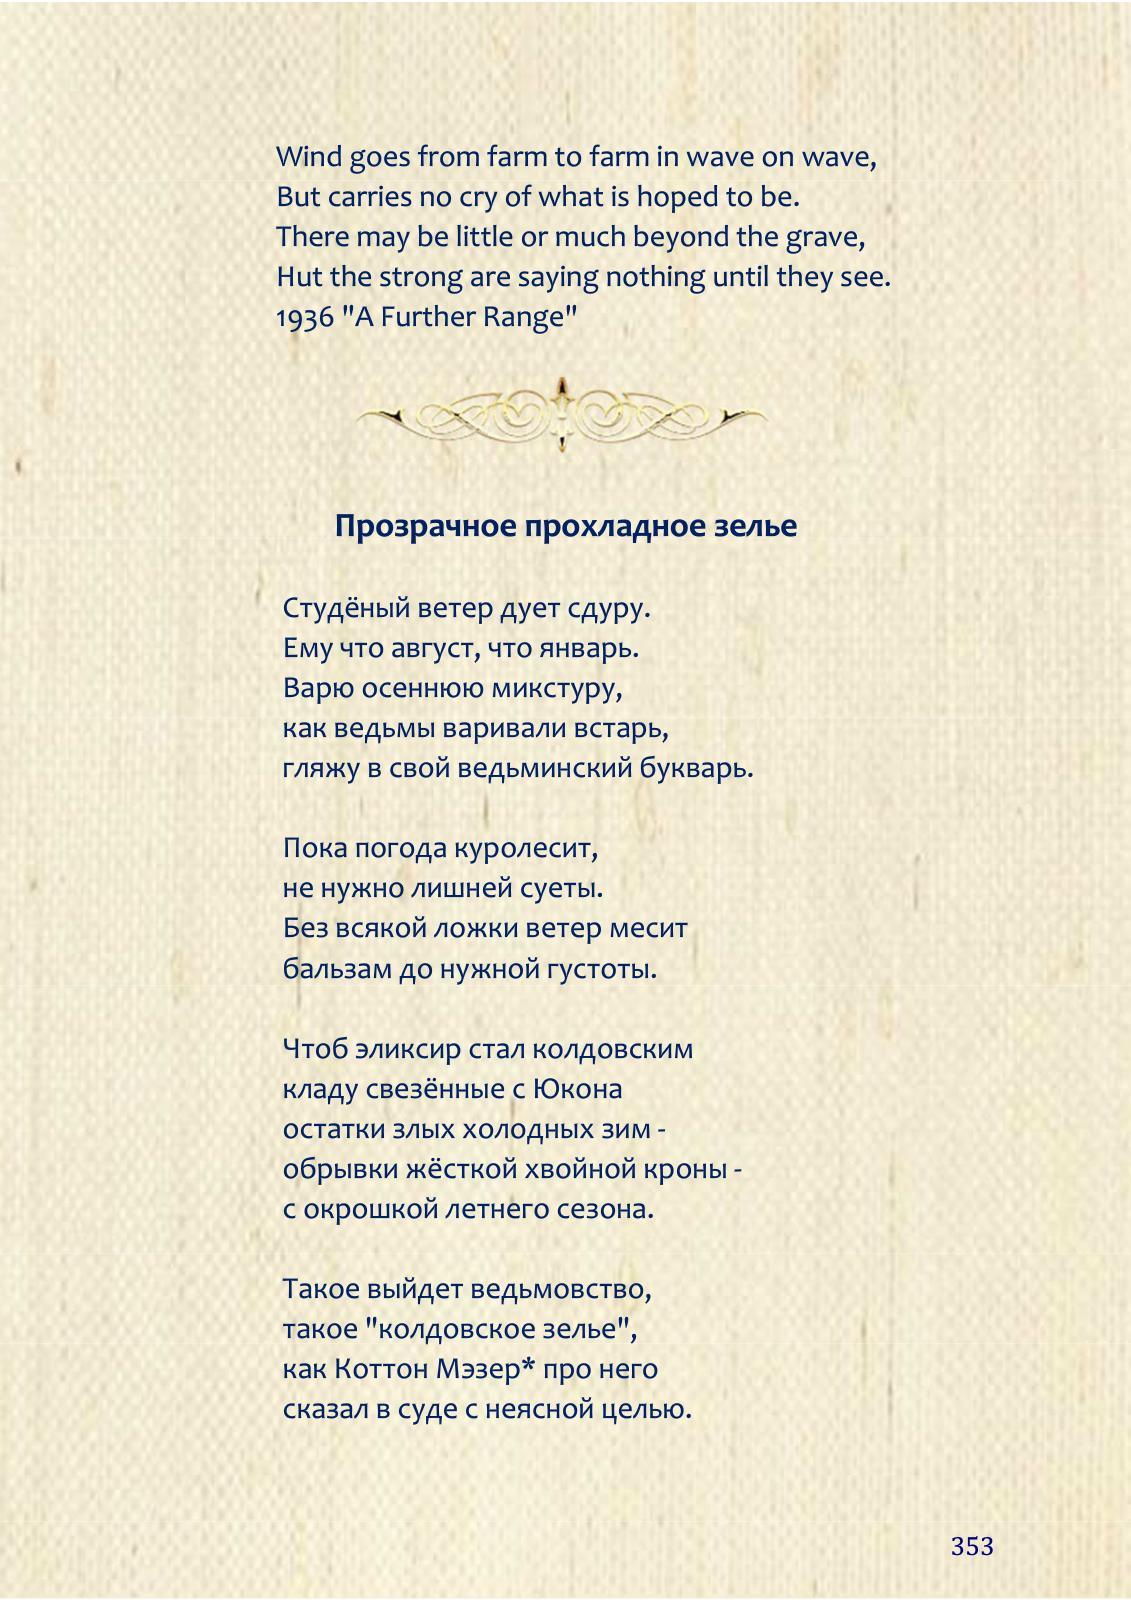 Wind goes from farm to farm in wave on wave,
But carries no cry of what is hoped to be.
There may be little or much beyond the grave,
Hut the strong are saying nothing until they see.
1936 "A Further Range"
Прозрачное прохладное зелье
Студёный ветер дует сдуру.
Ему что август, что январь.
Варю осеннюю микстуру,
как ведьмы варивали встарь,
гляжу в свой ведьминский букварь.
Пока погода куролесит,
не нужно лишней суеты.
Без всякой ложки ветер месит
бальзам до нужной густоты.
Чтоб эликсир стал колдовским
кладу свезённые с Юкона
остатки злых холодных зим -
обрывки жёсткой хвойной кроны -
с окрошкой летнего сезона.
Такое выйдет ведьмовство,
такое "колдовское зелье",
как Коттон Мэзер* про него
сказал в суде с неясной целью.
353